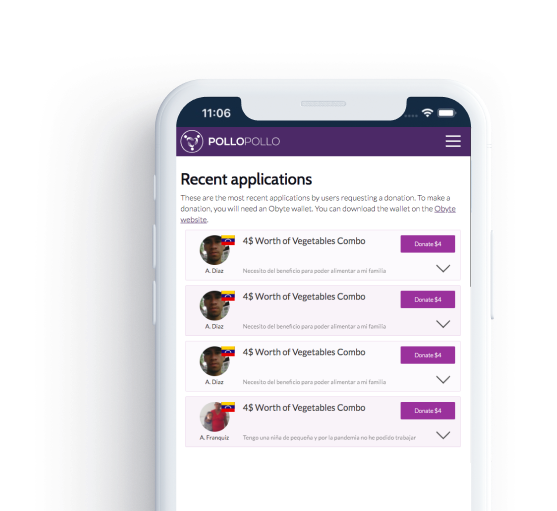 11:06
POLLOPOLLO
Recent applications
These are the most recent applications by users requesting a donation. To make a
donation, you will need an Obyte wallet. You can download the wallet on the Obyte
website.
4$ Worth of Vegetables Combo
Donate $4
A. Diaz
Necesito del beneficio para poder alimentar a mi familia
4$ Worth of Vegetables Combo
Donate $4
A. Diaz
Necesito del beneficio para poder alimentar a mi familia
4$ Worth of Vegetables Combo
Donate $4
A. Diaz
Necesito del beneficio para poder alimentar a mi familia
4$ Worth of Vegetables Combo
Donate $4
A. Franquiz
Tengo una niña de pequeña y por la pandemia no he podido trabajar